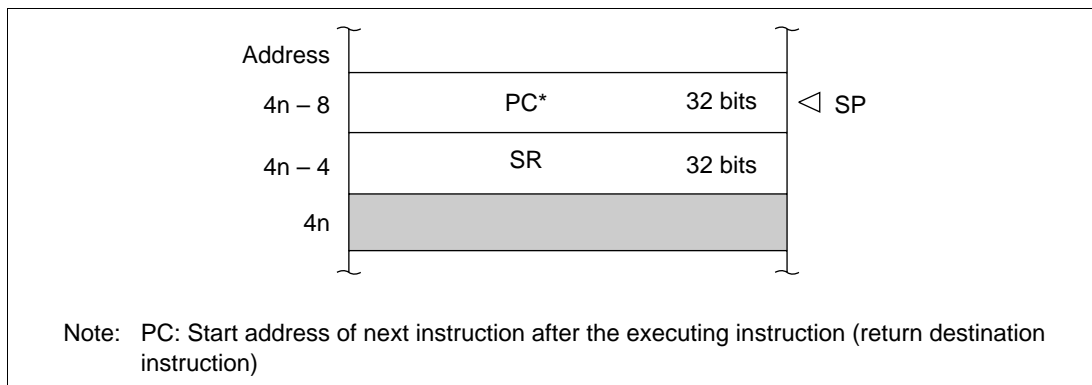 Address
4n – 8 PC* 32 bits ◁ SP
4n – 4 SR 32 bits
4n
Note: PC: Start address of next instruction after the executing instruction (return destination
instruction)